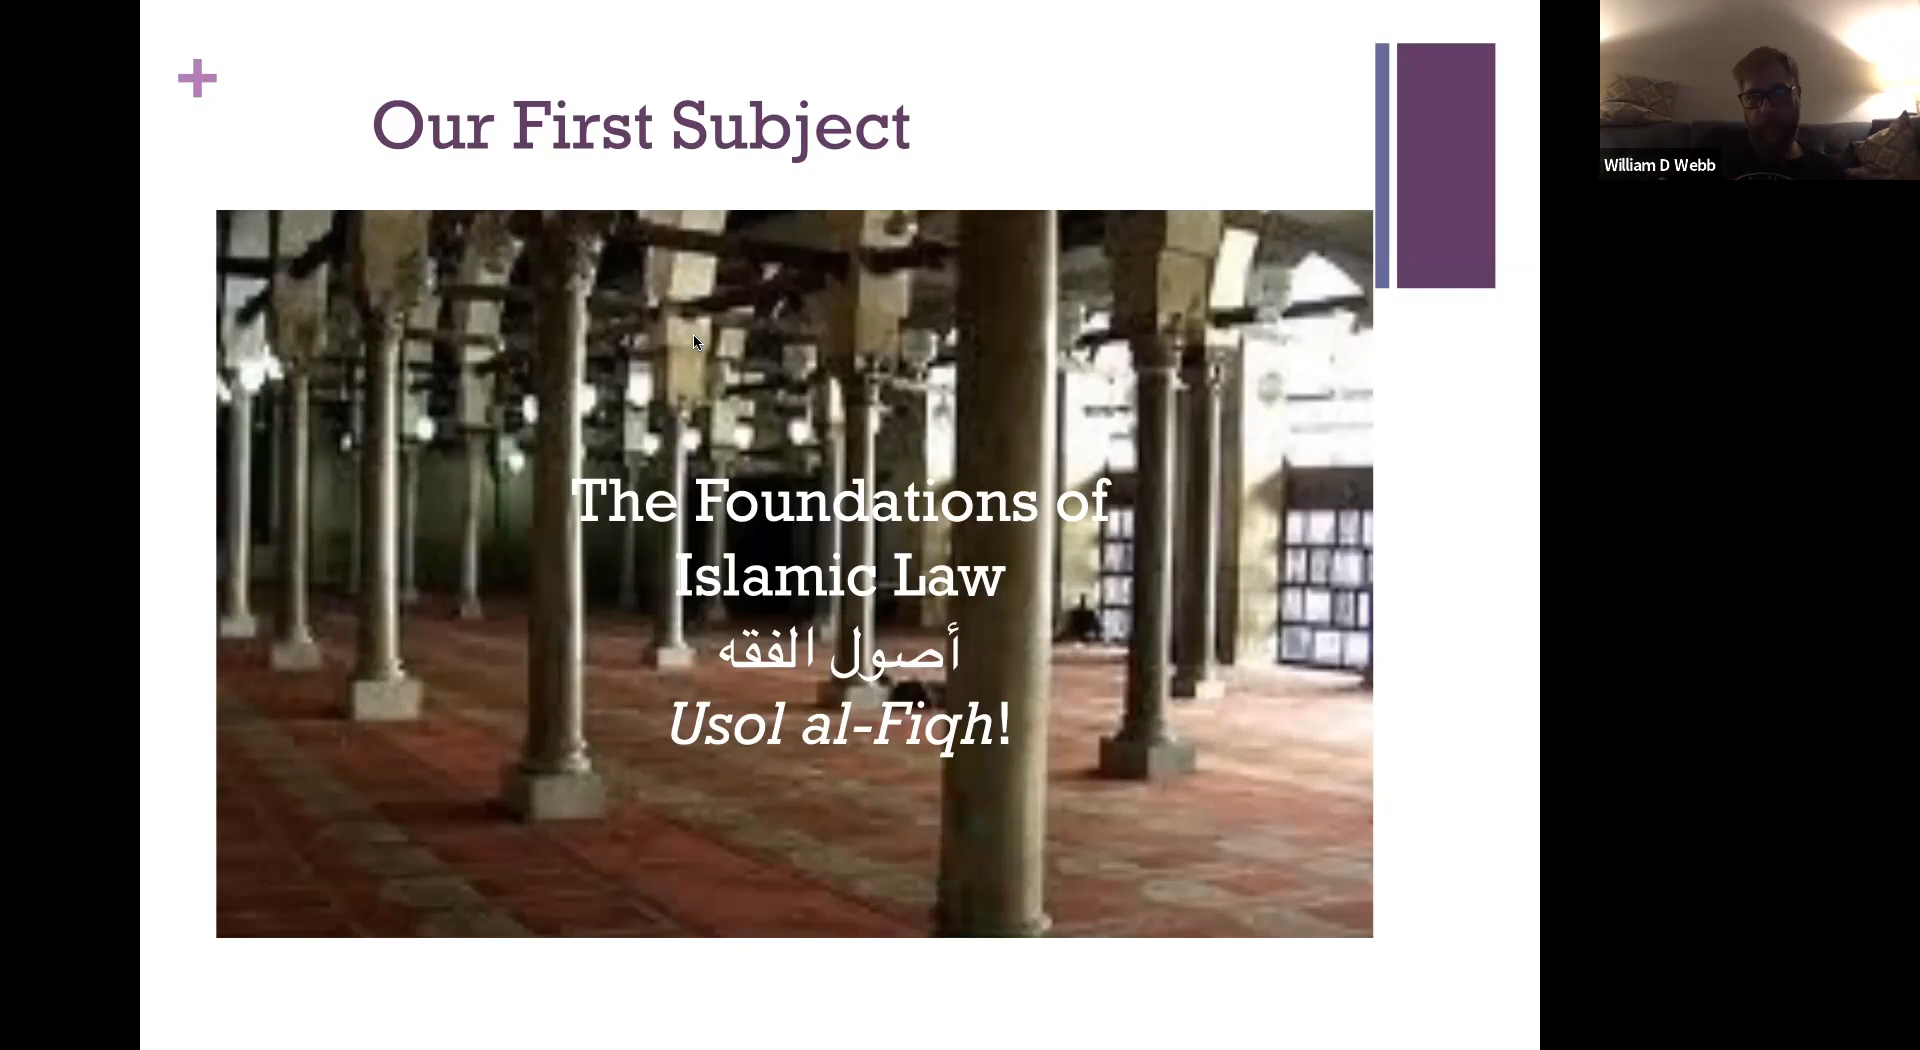 Our First Subject
The Foundations of
Islamic Law
أصول الفقه
Usol al-Fiqh!
William D Webb